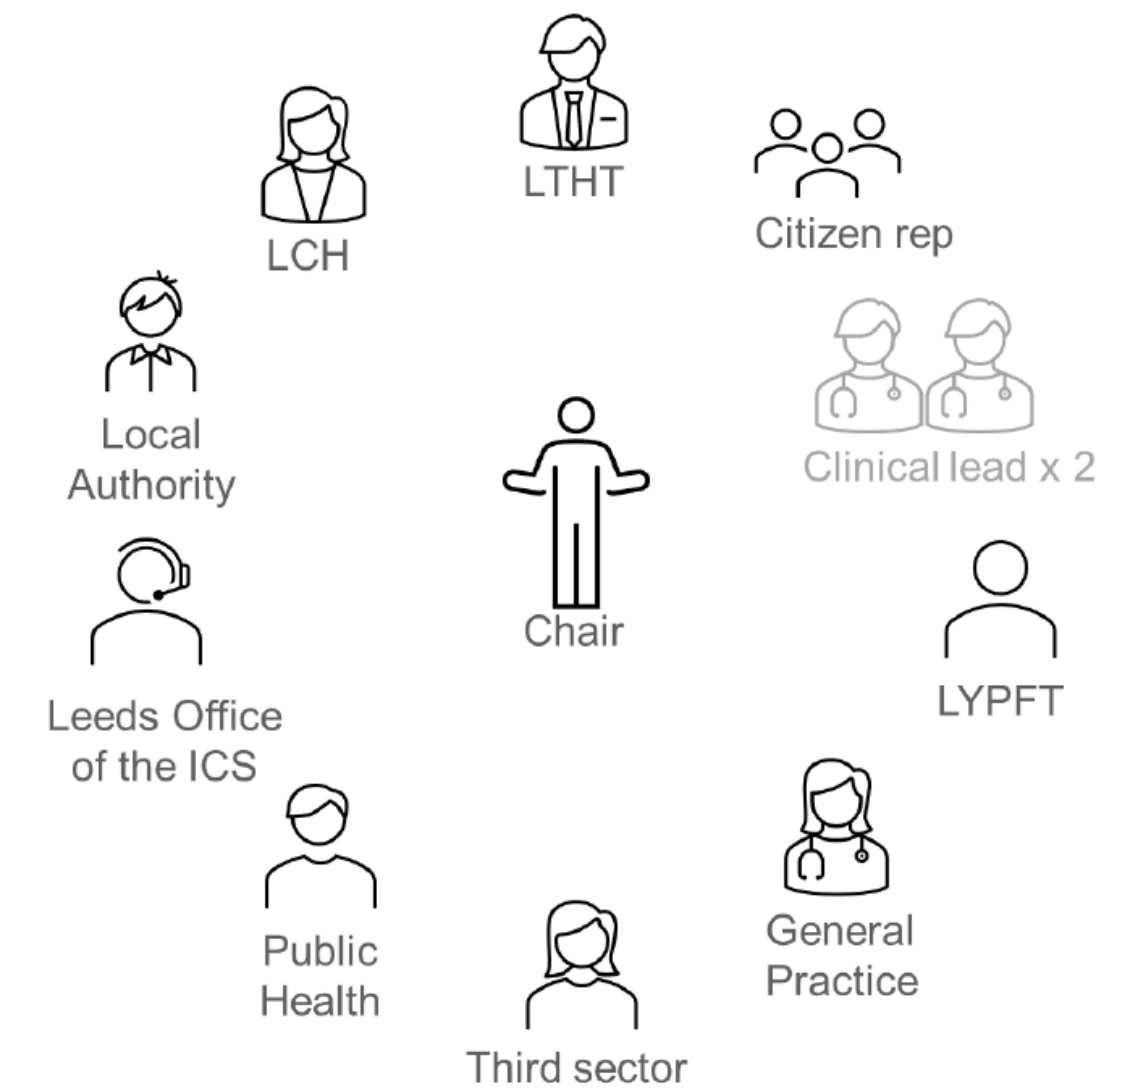 LTHT
LCH
Citizen rep
Local
Authority
Clinical lead x 2
Chair
Leeds Office
of the ICS
LYPFT
Public
Health
General
Practice
Third sector